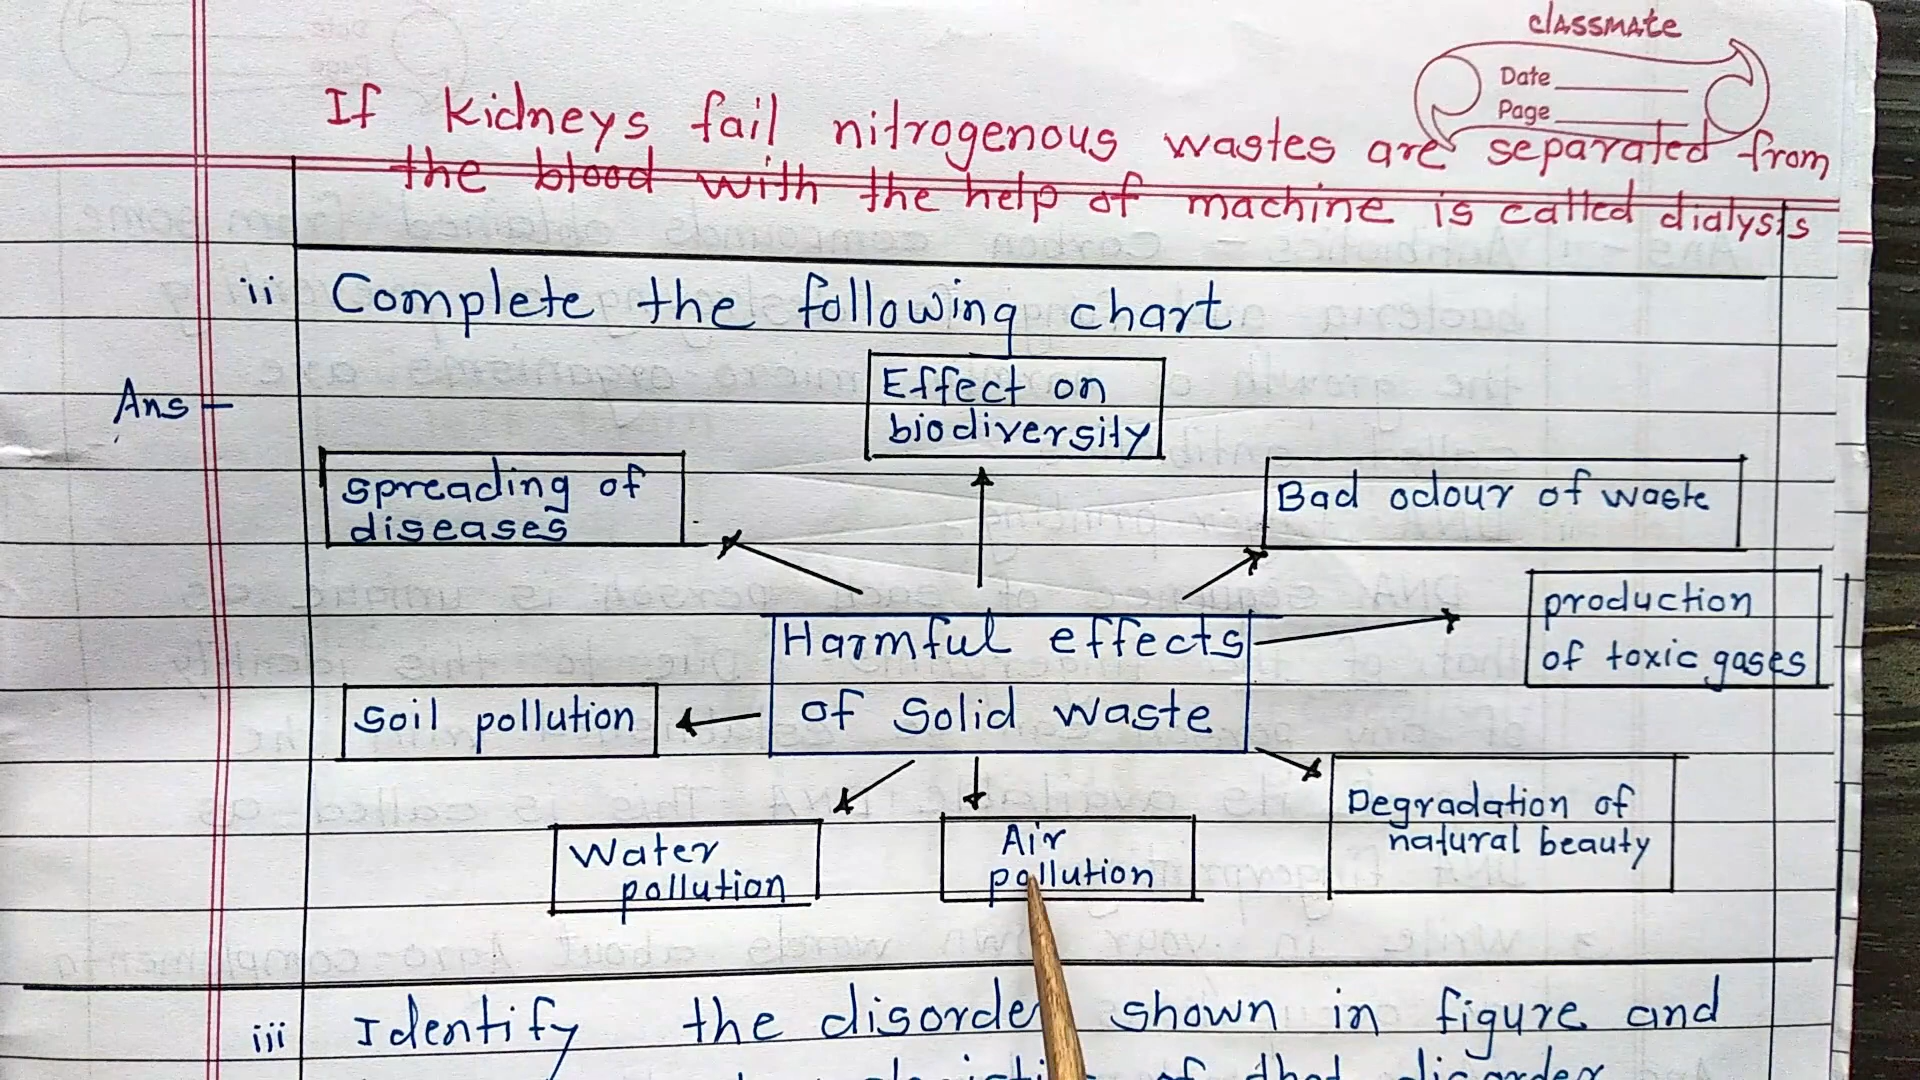 classmate
Date
Page
If kidneys fail nitrogenous wastes are separated from
the blood with the help of machine is called dialysis
ii Complete the following chart
Ans -
Effect on
biodiversity
spreading of
diseases
Bad odour of waste
production
of toxic gases
Harmful effects
of Solid waste
Soil pollution
Degradation of
natural beauty
Water
pollution
Air
pollution
iii Identify the disorder shown in figure and
of that disorder